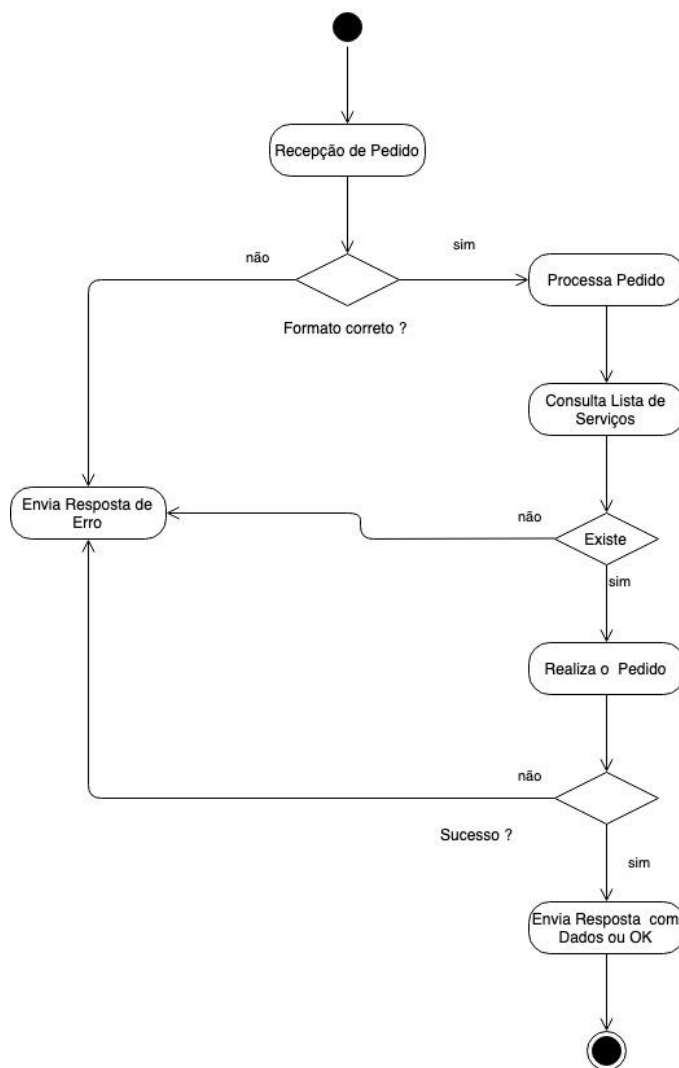 Recepção de Pedido
não
sim
Processa Pedido
Formato correto ?
Consulta Lista de
Serviços
Envia Resposta de
Erro
não
Existe
sim
Realiza o  Pedido
não
Sucesso ?
sim
Envia Resposta  com
Dados ou OK